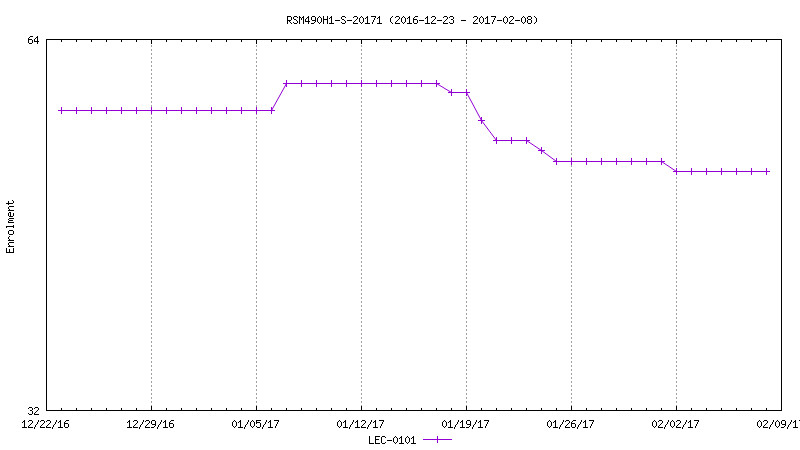 RSM490H1-S-20171 (2016-12-23 - 2017-02-08)
64
Enrolment
32
12/22/16 12/29/16 01/05/17 01/12/17 01/19/17 01/26/17 02/02/17 02/09/1
LEC-0101